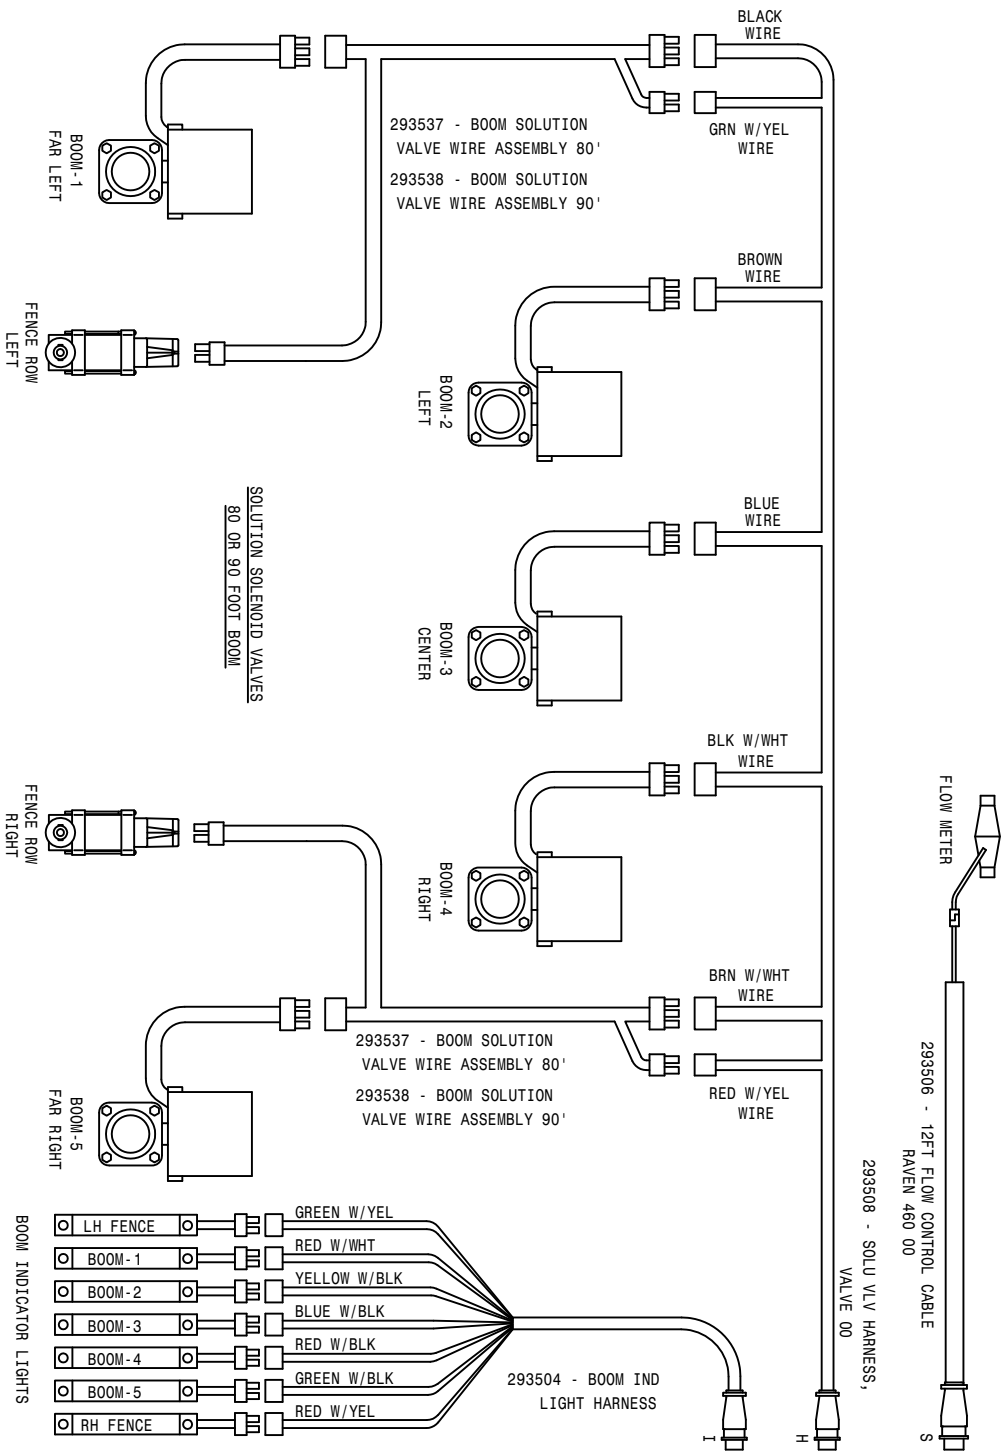 BLACK
WIRE
GRN W/YEL
WIRE
293537 - BOOM SOLUTION
VALVE WIRE ASSEMBLY 80'
293538 - BOOM SOLUTION
VALVE WIRE ASSEMBLY 90'
BOOM-1
FAR LEFT
BROWN
WIRE
FENCE ROW
LEFT
BOOM-2
LEFT
BLUE
WIRE
SOLUTION SOLENOID VALVES
80 OR 90 FOOT BOOM
BOOM-3
CENTER
BLK W/WHT
WIRE
FLOW METER
FENCE ROW
RIGHT
BOOM-4
RIGHT
BRN W/WHT
WIRE
293506 - 12FT FLOW CONTROL CABLE
RAVEN 460 00
293537 - BOOM SOLUTION
VALVE WIRE ASSEMBLY 80'
293538 - BOOM SOLUTION
VALVE WIRE ASSEMBLY 90'
RED W/YEL
WIRE
BOOM-5
FAR RIGHT
293508 - SOLU VLV HARNESS,
VALVE 00
BOOM INDICATOR LIGHTS
LH FENCE
GREEN W/YEL
BOOM-1
RED W/WHT
BOOM-2
YELLOW W/BLK
BOOM-3
BLUE W/BLK
BOOM-4
RED W/BLK
BOOM-5
GREEN W/BLK
RH FENCE
RED W/YEL
293504 - BOOM IND
LIGHT HARNESS
I
H
S